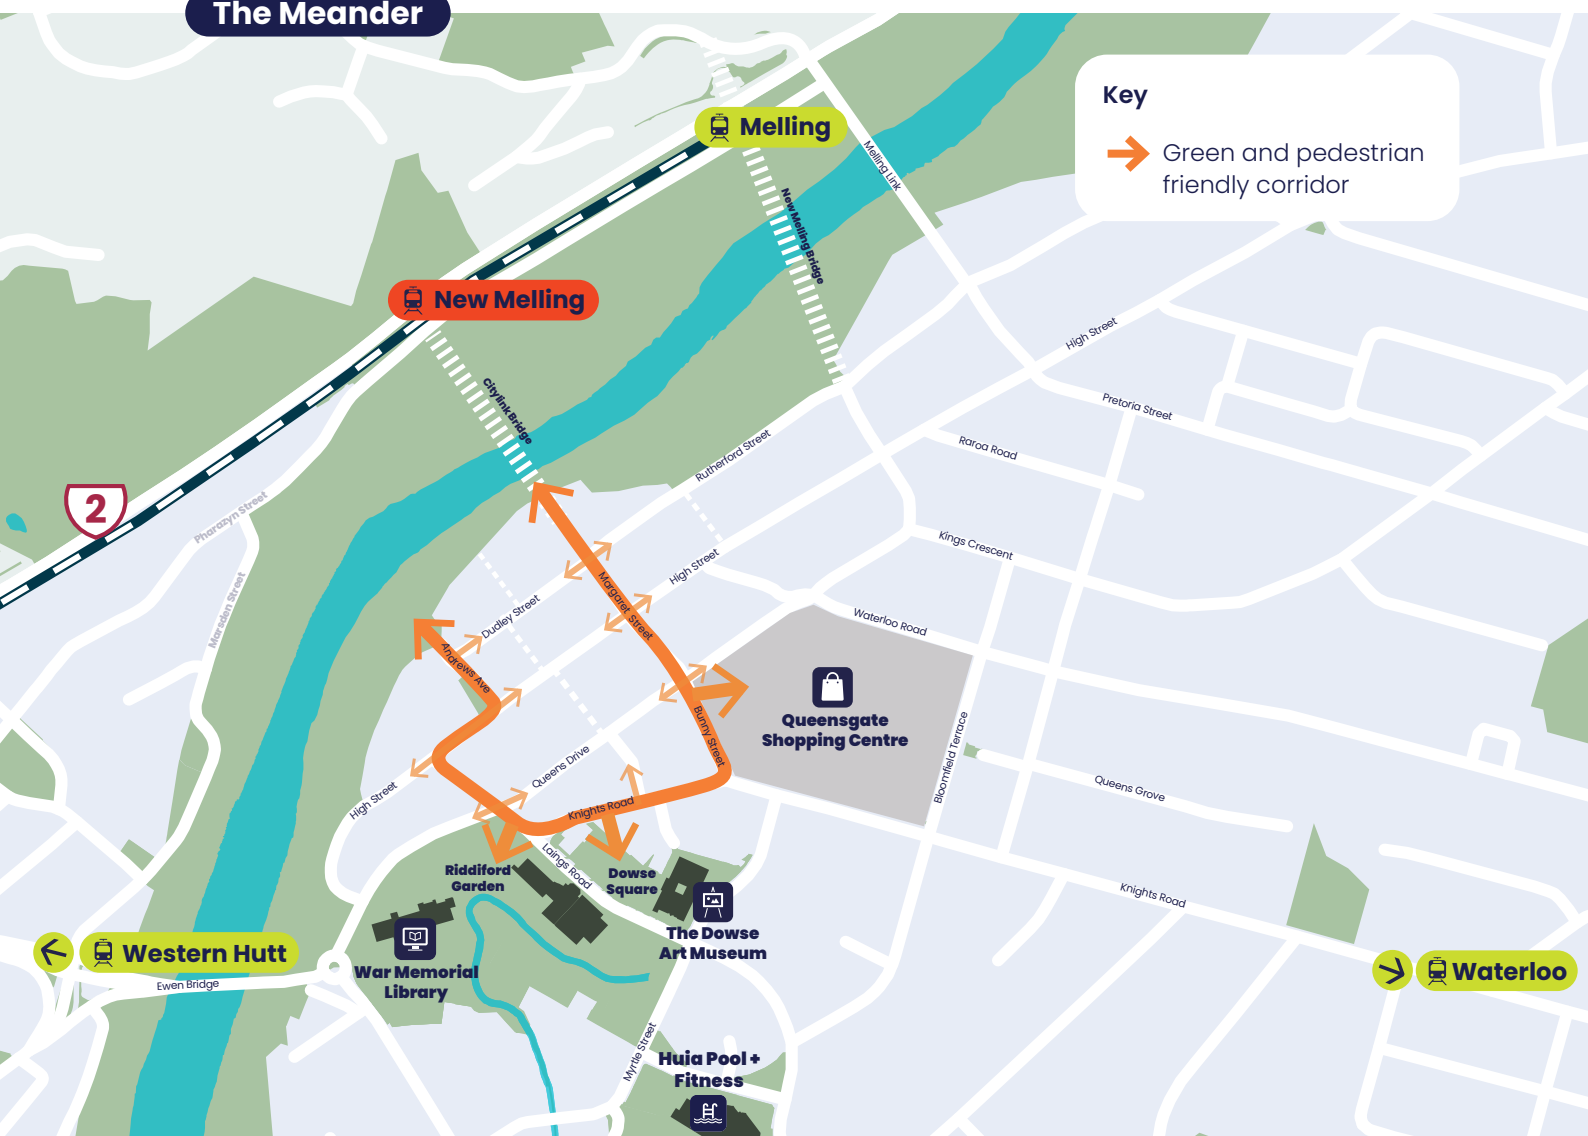 The Meander
Key
Green and pedestrian
friendly corridor
Melling
Melling Link
New Melling Bridge
New Melling
Citylink Bridge
High Street
Pretoria Street
Raroa Road
Rutherford Street
2
Pharazyn Street
Marsden Street
Kings Crescent
High Street
Margaret Street
Dudley Street
Waterloo Road
Andrews Ave
Queensgate
Shopping Centre
Bunny Street
Bloomfield Terrace
Queens Drive
Queens Grove
High Street
Knights Road
Laings Road
Riddiford
Garden
Dowse
Square
Knights Road
The Dowse
Art Museum
Western Hutt
War Memorial
Library
Ewen Bridge
Waterloo
Myrtle Street
Huia Pool +
Fitness